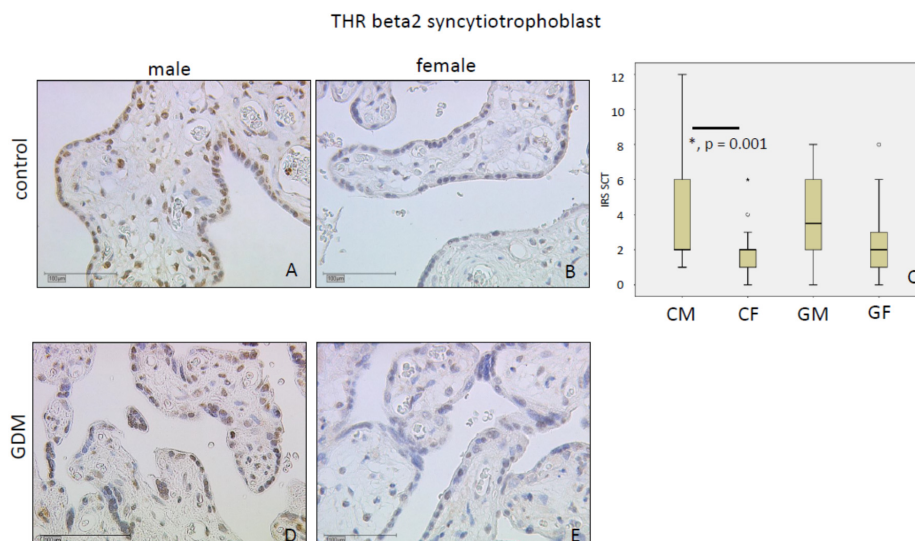 THR beta2 syncytiotrophoblast
male
female
control
A
B
12
10
8
6
4
2
0
IRS SCT
*, p = 0.001
*
C
CM
CF
GM
GF
GDM
D
E